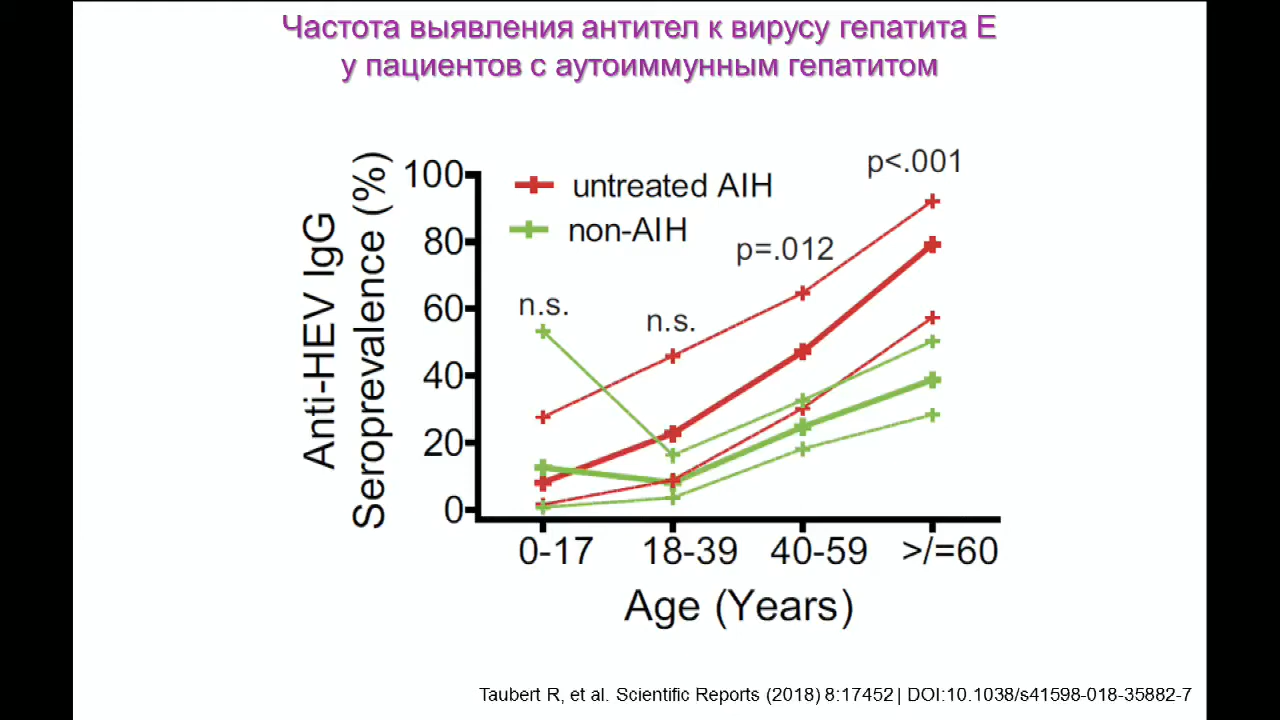 Частота выявления антител к вирусу гепатита Е
у пациентов с аутоиммунным гепатитом
Anti-HEV IgG
Seroprevalence (%)
100
80
60
40
20
0
untreated AIH
non-AIH
n.s.
n.s.
p=.012
p<.001
0-17
18-39
40-59
>/=60
Age (Years)
Taubert R, et al. Scientific Reports (2018) 8:17452 | DOI:10.1038/s41598-018-35882-7